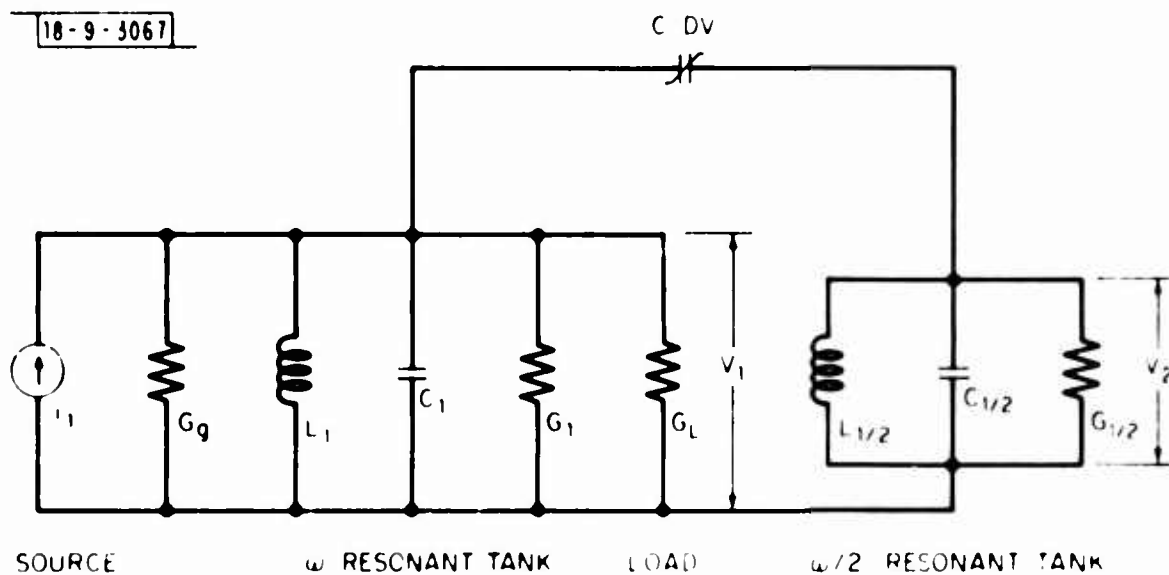 18-9-3067
C DV
I1
Gg
L1
C1
G1
GL
V1
L1/2
C1/2
G1/2
V2
SOURCE
ω RESONANT TANK
LOAD
ω/2 RESONANT TANK